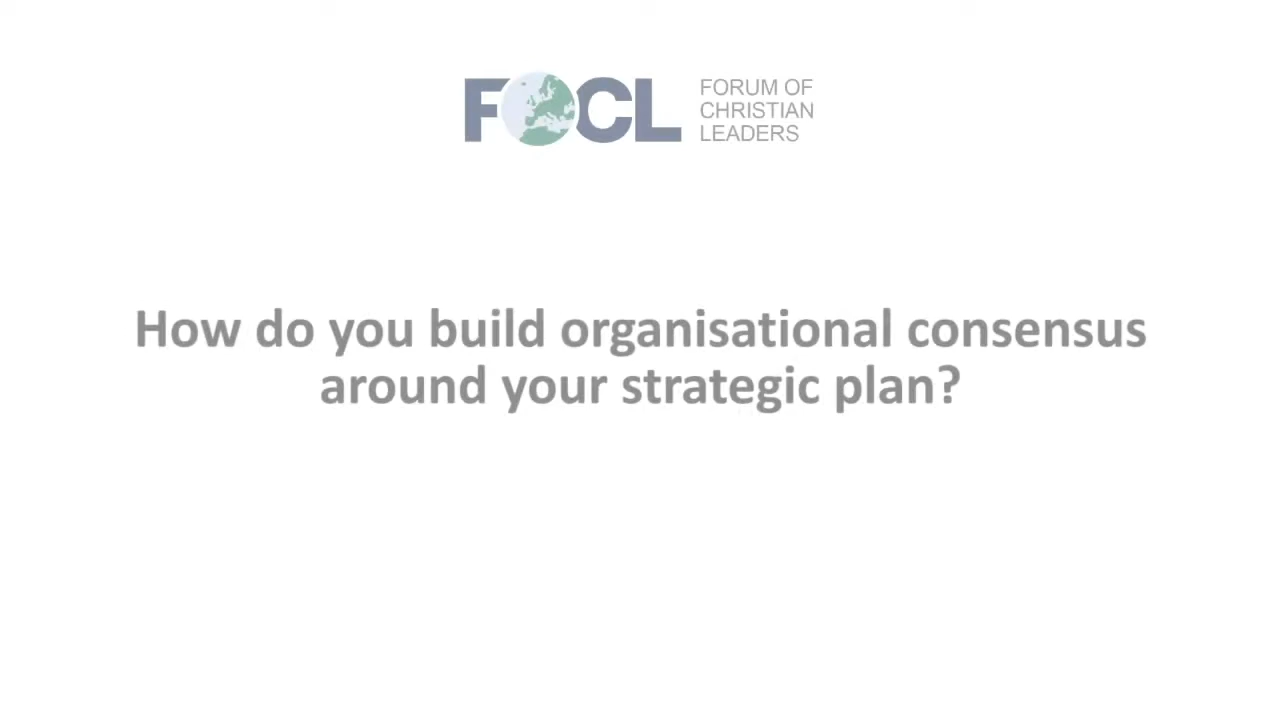 FOCL
FORUM OF
CHRISTIAN
LEADERS
How do you build organisational consensus
around your strategic plan?